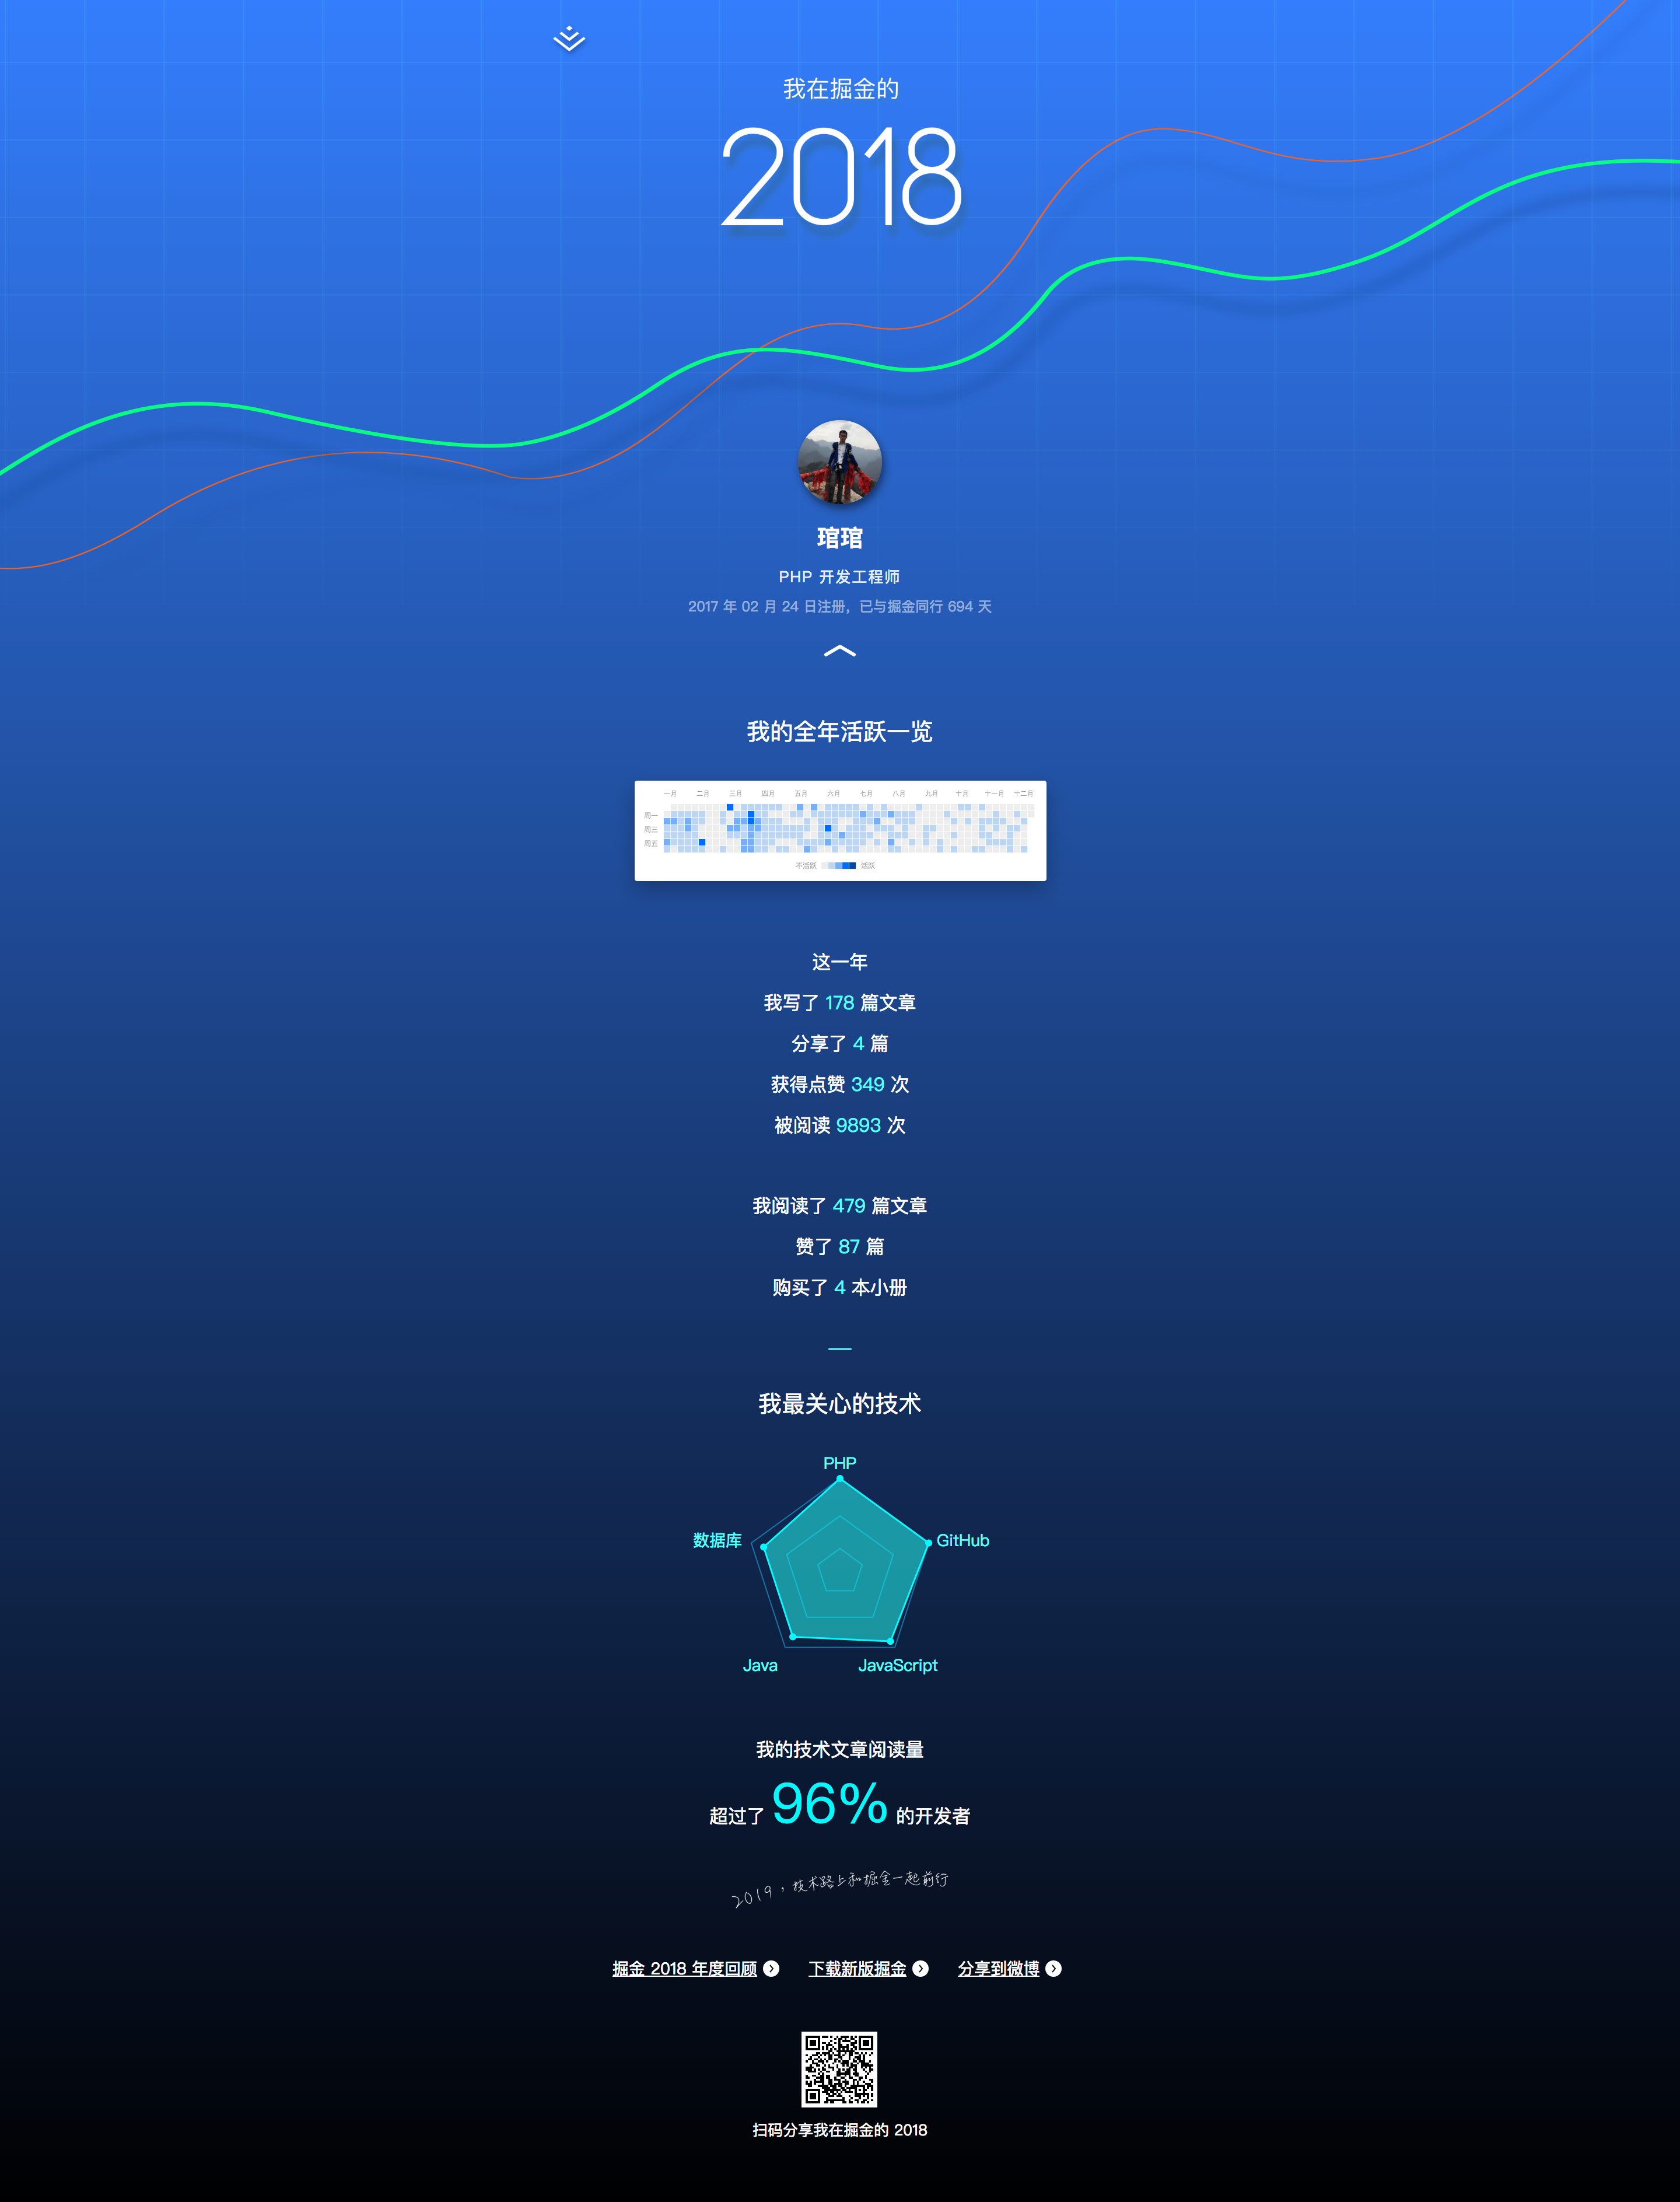 我在掘金的
2018
琯琯
PHP 开发工程师
2017 年 02 月 24 日注册，已与掘金同行 694 天
我的全年活跃一览
一月 二月 三月 四月 五月 六月 七月 八月 九月 十月 十一月 十二月
周一
周三
周五
不活跃 活跃
这一年
我写了 178 篇文章
分享了 4 篇
获得点赞 349 次
被阅读 9893 次
我阅读了 479 篇文章
赞了 87 篇
购买了 4 本小册
我最关心的技术
PHP
数据库 GitHub
Java JavaScript
我的技术文章阅读量
超过了 96% 的开发者
2019，技术路上和掘金一起前行
掘金 2018 年度回顾 下载新版掘金 分享到微博
扫码分享我在掘金的 2018